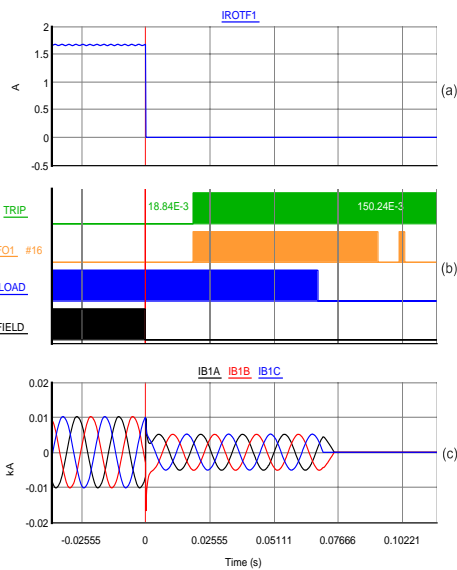 IROTF1
2
1.5
1
0.5
0
-0.5
A
(a)
TRIP
18.84E-3
150.24E-3
FO1 #16
LOAD
FIELD
(b)
IB1A IB1B IB1C
0.02
0.01
0
-0.01
-0.02
kA
(c)
-0.02555 0 0.02555 0.05111 0.07666 0.10221
Time (s)